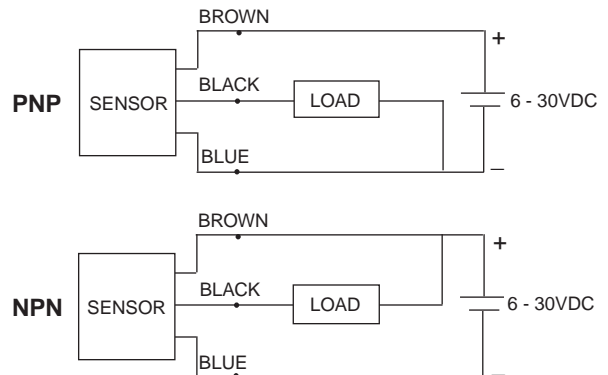 BROWN
+
BLACK
PNP SENSOR LOAD 6 - 30VDC
BLUE
–
BROWN
+
BLACK
NPN SENSOR LOAD 6 - 30VDC
BLUE
–